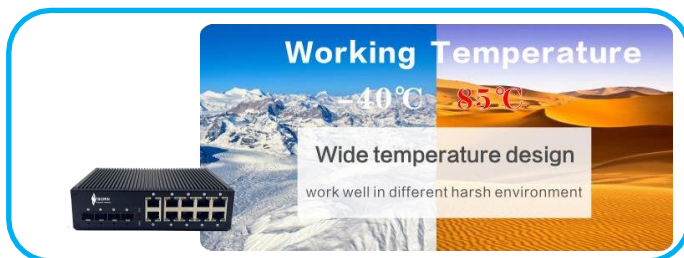 Working Temperature
-40℃ 85℃
Wide temperature design
work well in different harsh environment